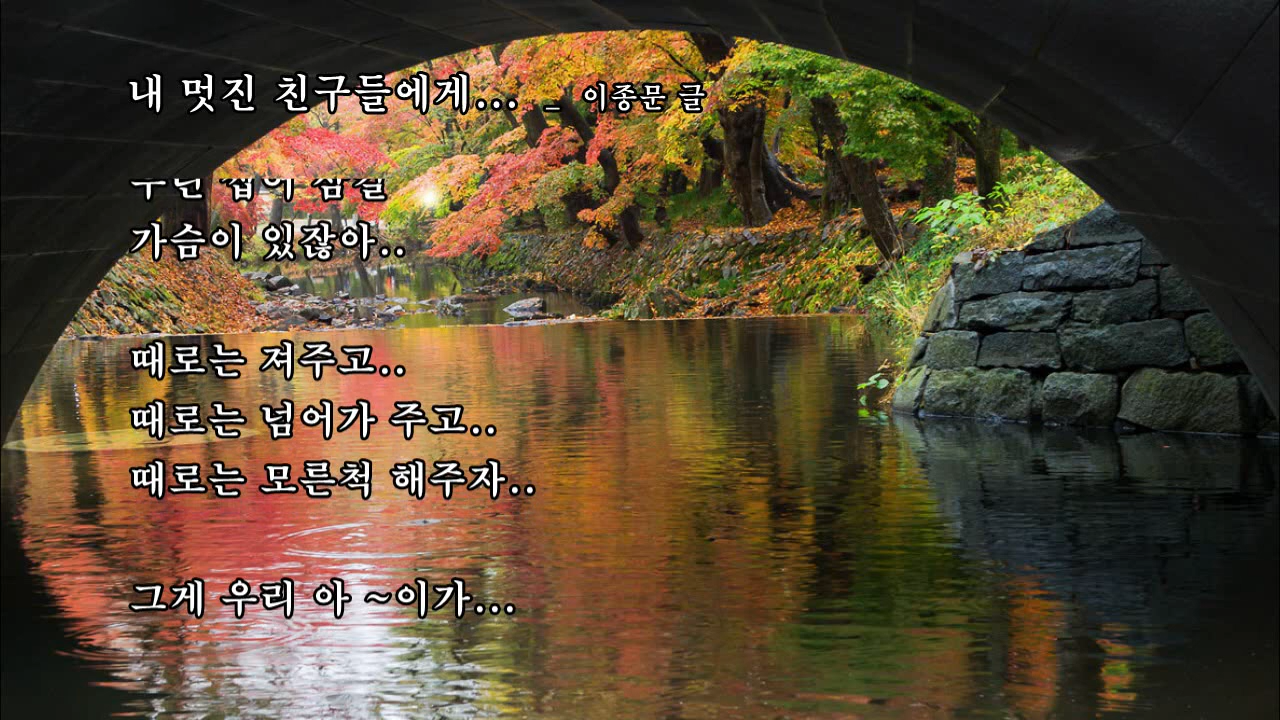 내 멋진 친구들에게... _ 이종문 글
가슴이 있잖아..
때로는 져주고..
때로는 넘어가 주고..
때로는 모른척 해주자..
그게 우리 아 ~이가...